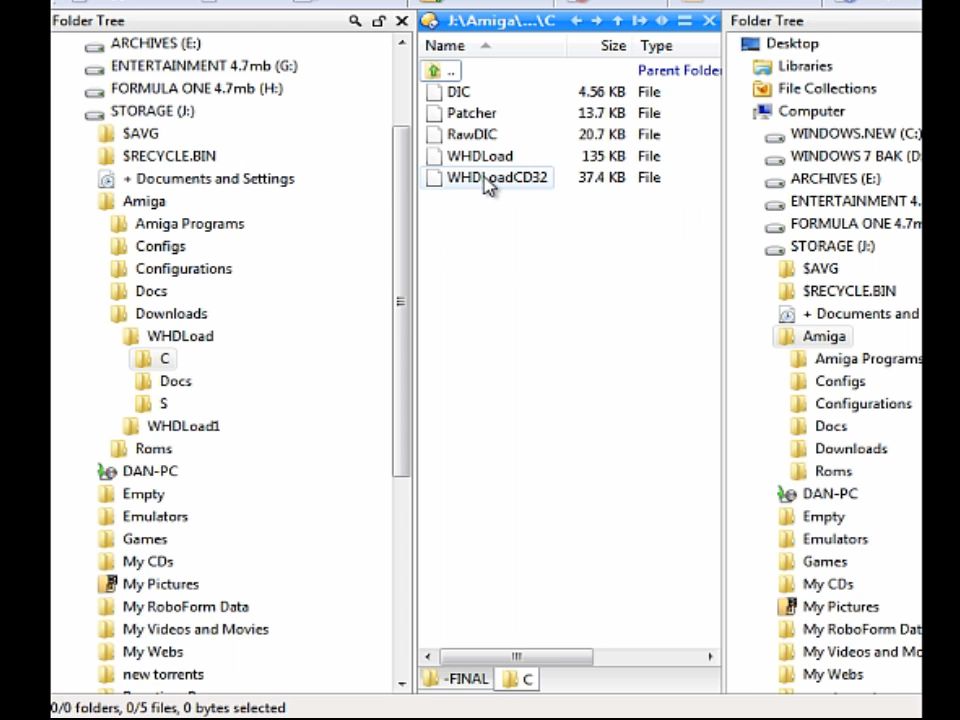 Folder Tree
ARCHIVES (E:)
ENTERTAINMENT 4.7mb (G:)
FORMULA ONE 4.7mb (H:)
STORAGE (J:)
$AVG
$RECYCLE.BIN
+ Documents and Settings
Amiga
Amiga Programs
Configs
Configurations
Docs
Downloads
WHDLoad
C
Docs
S
WHDLoad1
Roms
DAN-PC
Empty
Emulators
Games
My CDs
My Pictures
My RoboForm Data
My Videos and Movies
My Webs
new torrents
J:\Amiga\...\C
Name Size Type
.. Parent Folder
DIC 4.56 KB File
Patcher 13.7 KB File
RawDIC 20.7 KB File
WHDLoad 135 KB File
WHDLoadCD32 37.4 KB File
-FINAL C
Folder Tree
Desktop
Libraries
File Collections
Computer
WINDOWS.NEW (C:)
WINDOWS 7 BAK (D:
ARCHIVES (E:)
ENTERTAINMENT 4.
FORMULA ONE 4.7m
STORAGE (J:)
$AVG
$RECYCLE.BIN
+ Documents and
Amiga
Amiga Programs
Configs
Configurations
Docs
Downloads
Roms
DAN-PC
Empty
Emulators
Games
My CDs
My Pictures
My RoboForm Dat
My Videos and Mo
My Webs
0/0 folders, 0/5 files, 0 bytes selected